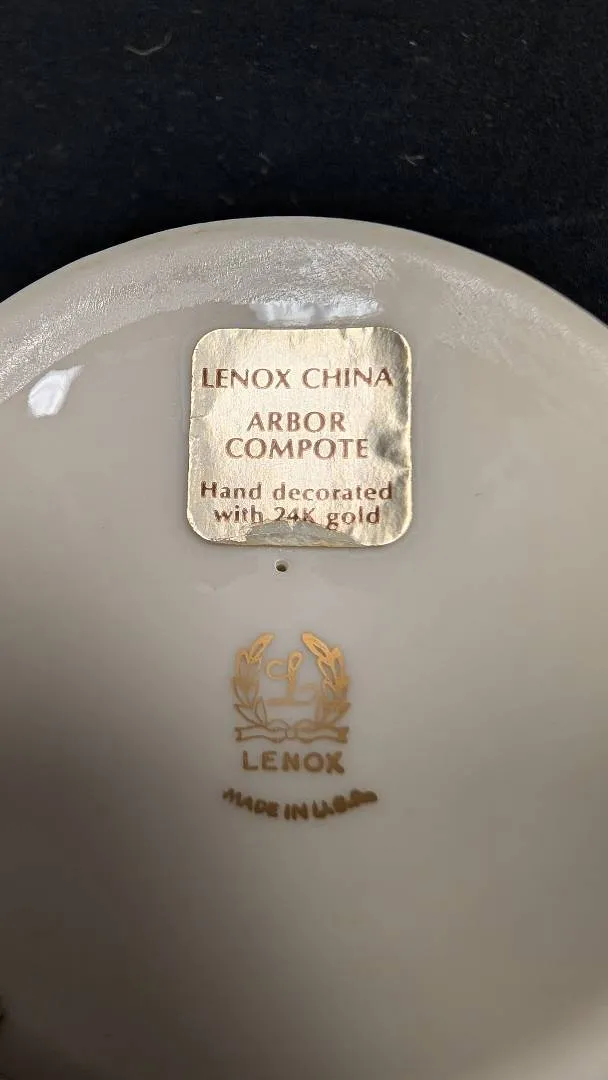 LENOX CHINA
ARBOR
COMPOTE
Hand decorated
with 24K gold
L
LENOX
MADE IN U.S.A.